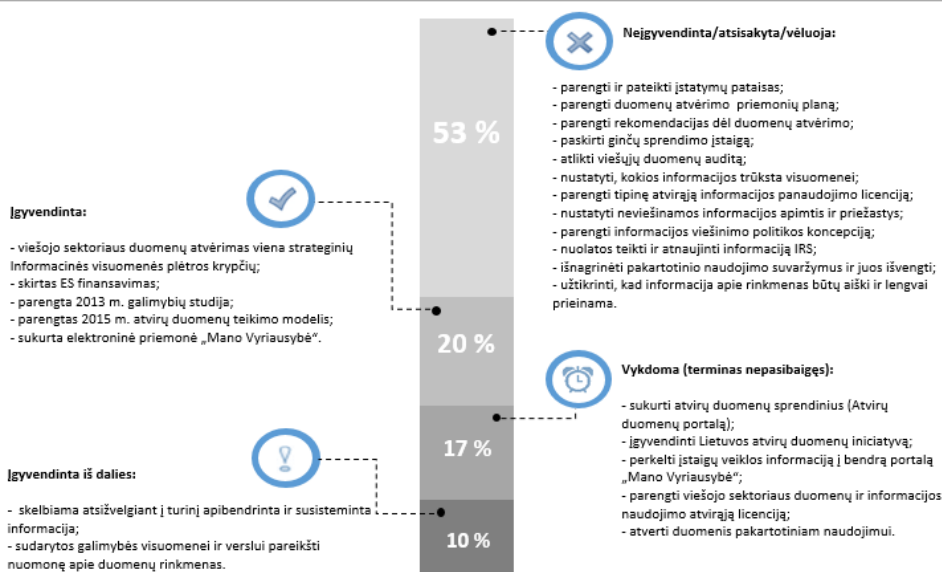 Neįgyvendinta/atsisakyta/vėluoja:
- parengti ir pateikti įstatymų pataisas;
- parengti duomenų atvėrimo priemonių planą;
- parengti rekomendacijas dėl duomenų atvėrimo;
- paskirti ginčų sprendimo įstaigą;
- atlikti viešųjų duomenų auditą;
- nustatyti, kokios informacijos trūksta visuomenei;
- parengti tipinę atvirąją informacijos panaudojimo licenciją;
- nustatyti neviešinamos informacijos apimtis ir priežastys;
- parengti informacijos viešinimo politikos koncepciją;
- nuolatos teikti ir atnaujinti informaciją IRS;
- išnagrinėti pakartotinio naudojimo suvaržymus ir juos išvengti;
- užtikrinti, kad informacija apie rinkmenas būtų aiški ir lengvai
prieinama.
53 %
Įgyvendinta:
- viešojo sektoriaus duomenų atvėrimas viena strateginių
Informacinės visuomenės plėtros krypčių;
- skirtas ES finansavimas;
- parengta 2013 m. galimybių studija;
- parengtas 2015 m. atvirų duomenų teikimo modelis;
- sukurta elektroninė priemonė „Mano Vyriausybė“.
20 %
Vykdoma (terminas nepasibaigęs):
- sukurti atvirų duomenų sprendinius (Atvirų
duomenų portalą);
- įgyvendinti Lietuvos atvirų duomenų iniciatyvą;
- perkelti įstaigų veiklos informaciją į bendrą portalą
„Mano Vyriausybė“;
- parengti viešojo sektoriaus duomenų ir informacijos
naudojimo atvirąją licenciją;
- atverti duomenis pakartotiniam naudojimui.
17 %
Įgyvendinta iš dalies:
- skelbiama atsižvelgiant į turinį apibendrinta ir susisteminta
informacija;
- sudarytos galimybės visuomenei ir verslui pareikšti
nuomonę apie duomenų rinkmenas.
10 %